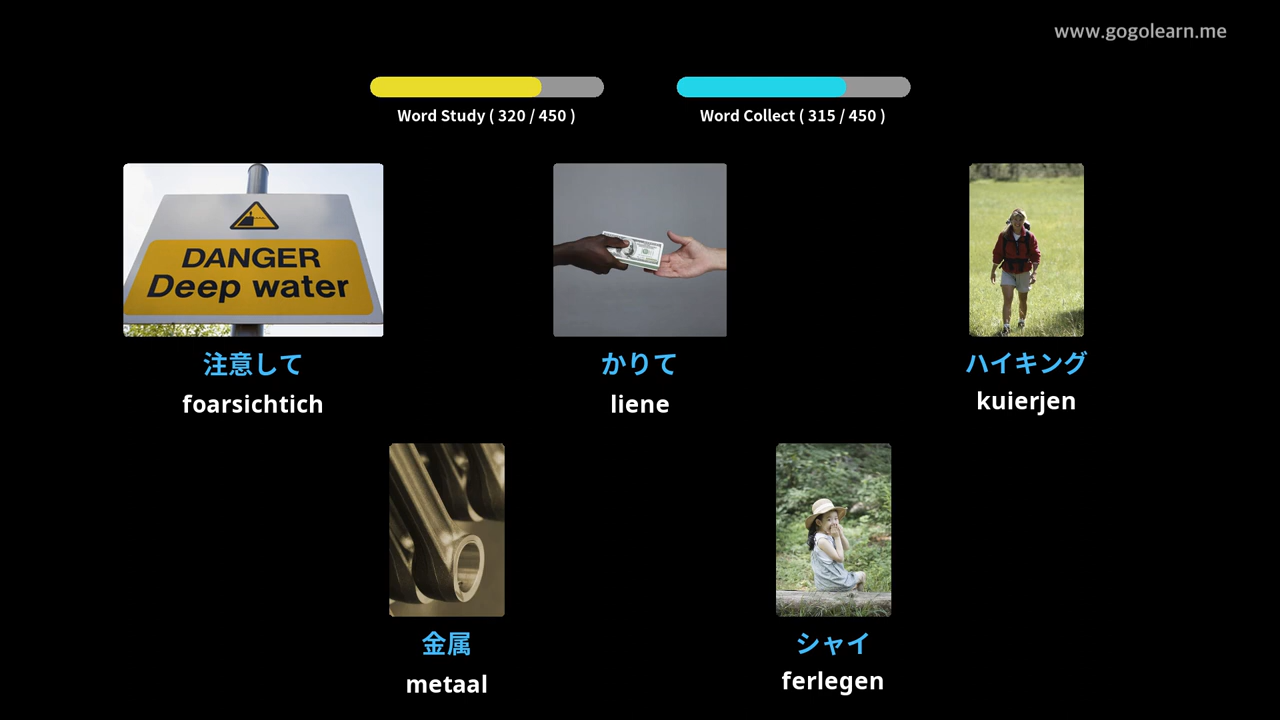 www.gogolearn.me
Word Study ( 320 / 450 )
Word Collect ( 315 / 450 )
DANGER
Deep water
注意して
foarsichtich
かりて
liene
ハイキング
kuierjen
金属
metaal
シャイ
ferlegen